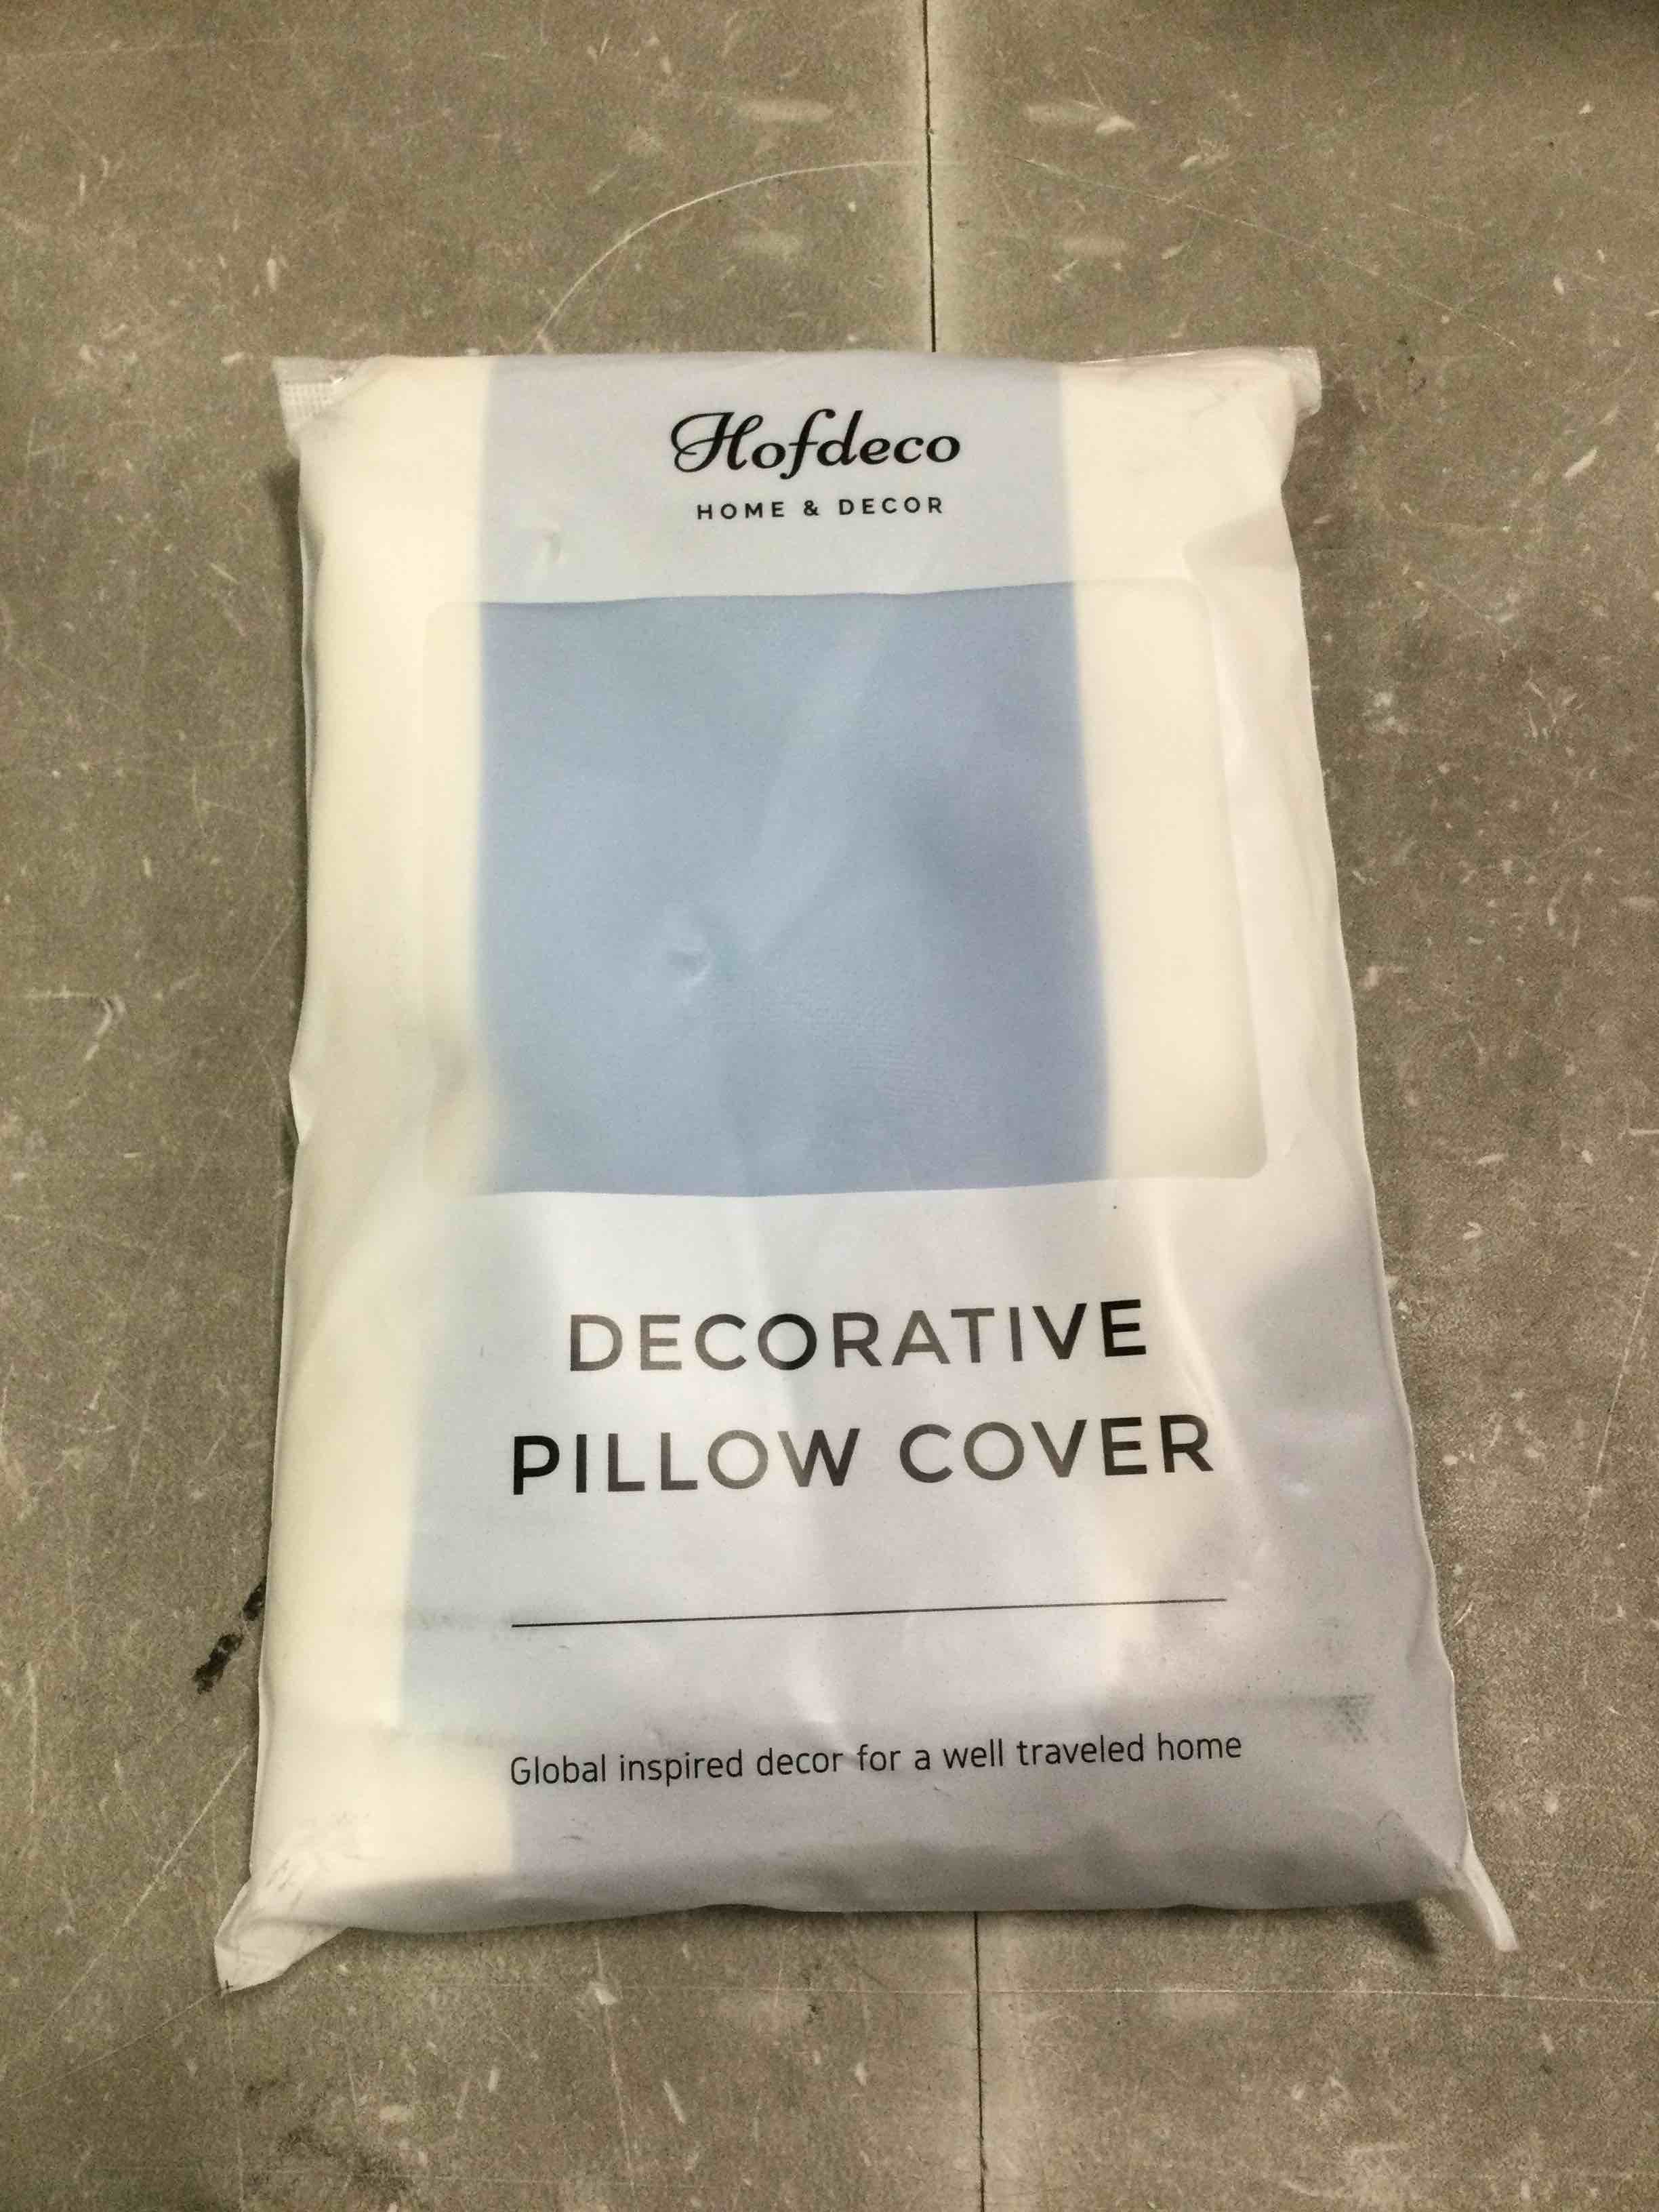 Hofdeco
HOME & DECOR
DECORATIVE
PILLOW COVER
Global inspired decor for a well traveled home